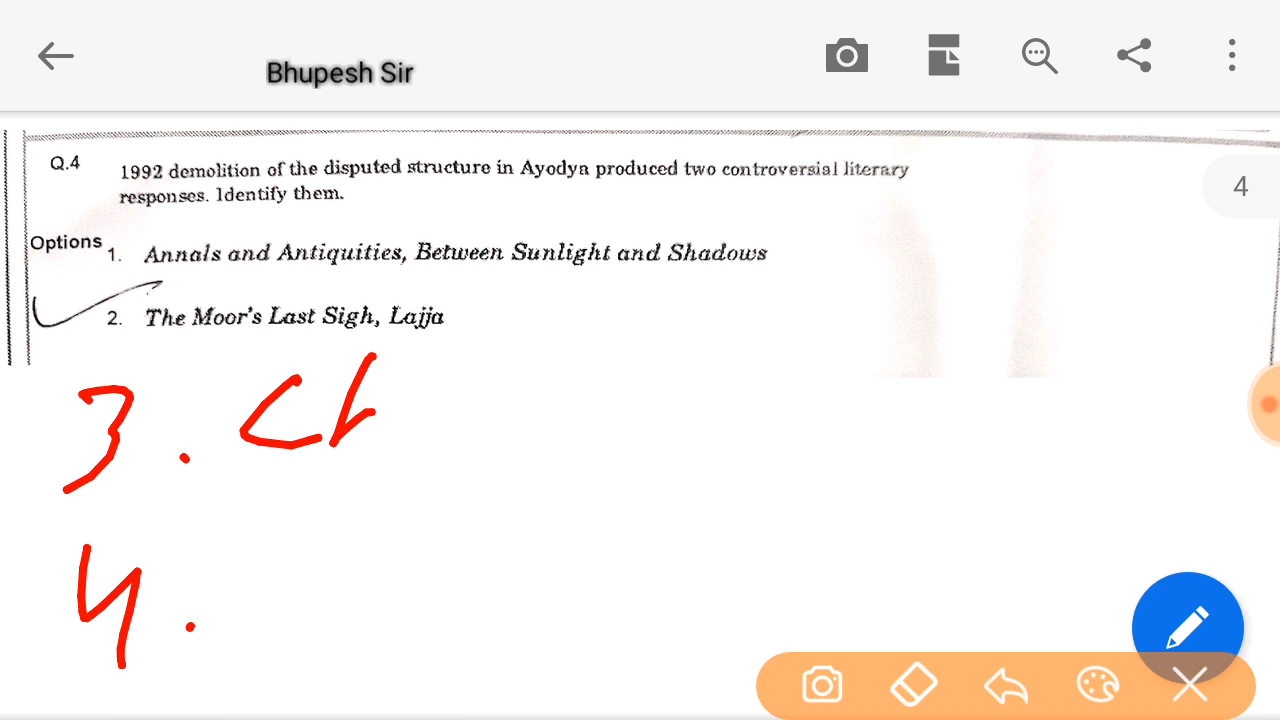 Bhupesh Sir
4
Q.4 1992 demolition of the disputed structure in Ayodya produced two controversial literary
responses. Identify them.
Options 1. Annals and Antiquities, Between Sunlight and Shadows
2. The Moor's Last Sigh, Lajja
3.
4.